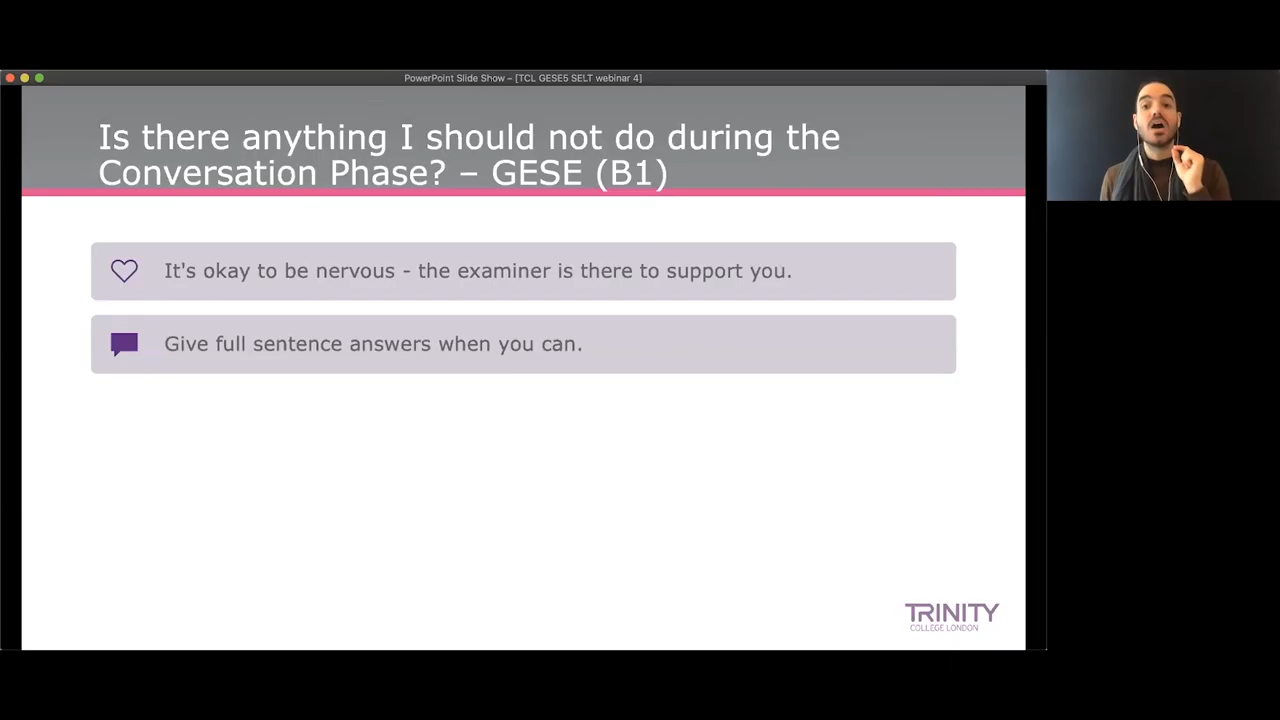 PowerPoint Slide Show – [TCL GESE5 SELT webinar 4]
Is there anything I should not do during the
Conversation Phase? – GESE (B1)
It's okay to be nervous - the examiner is there to support you.
Give full sentence answers when you can.
TRINITY
COLLEGE LONDON